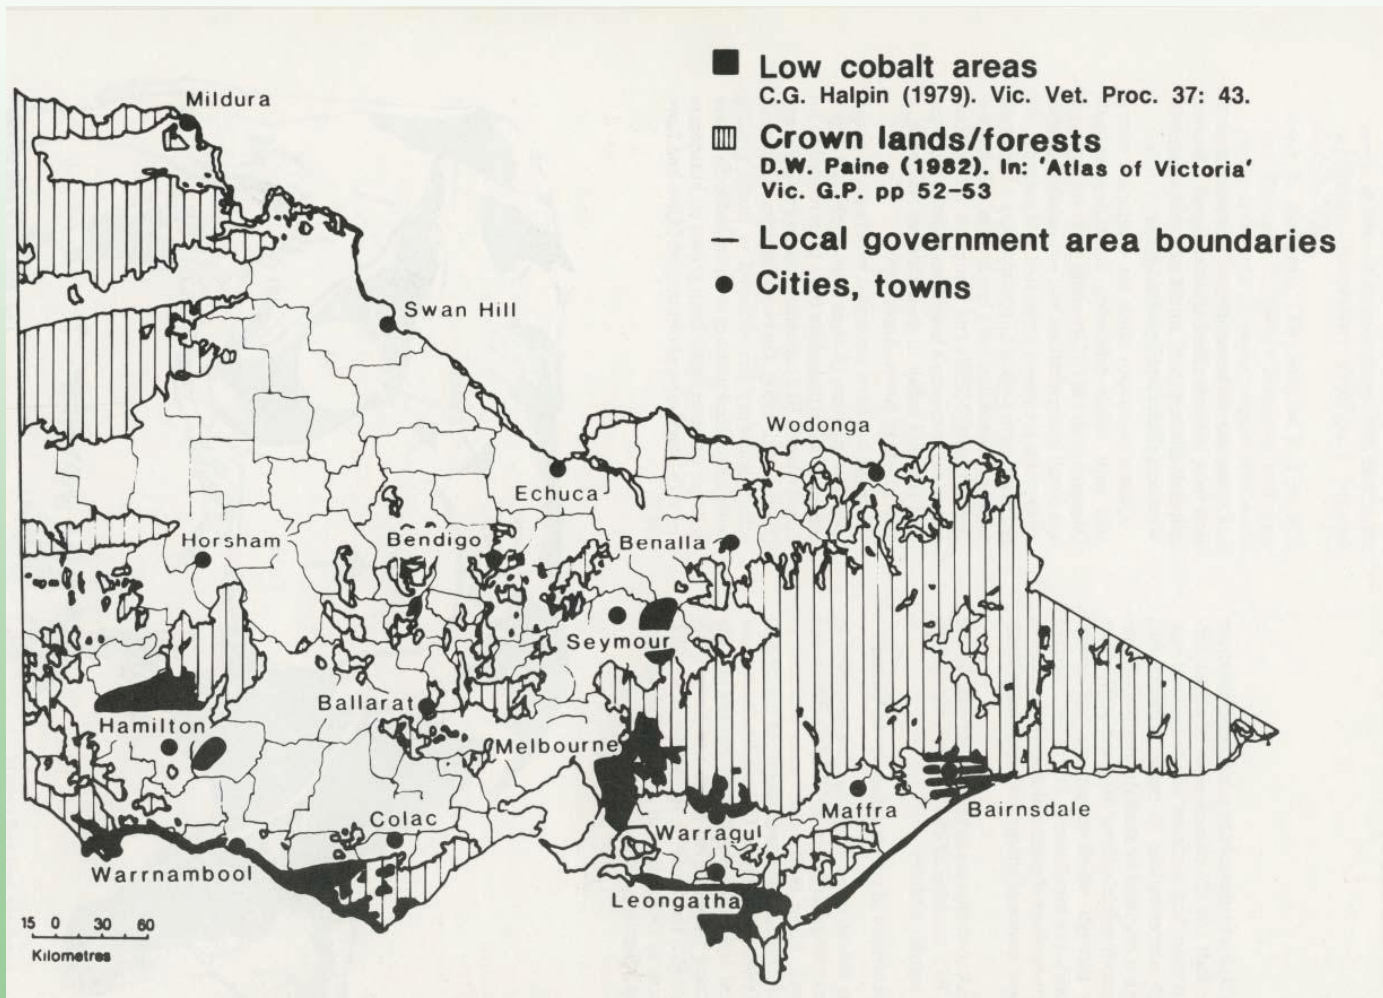 Low cobalt areas
C.G. Halpin (1979). Vic. Vet. Proc. 37: 43.
Crown lands/forests
D.W. Paine (1982). In: 'Atlas of Victoria'
Vic. G.P. pp 52-53
Local government area boundaries
Cities, towns
Mildura
Swan Hill
Wodonga
Echuca
Horsham
Bendigo
Benalla
Seymour
Ballarat
Hamilton
Melbourne
Colac
Warragul
Maffra
Bairnsdale
Warrnambool
Leongatha
15 0 30 60
Kilometres